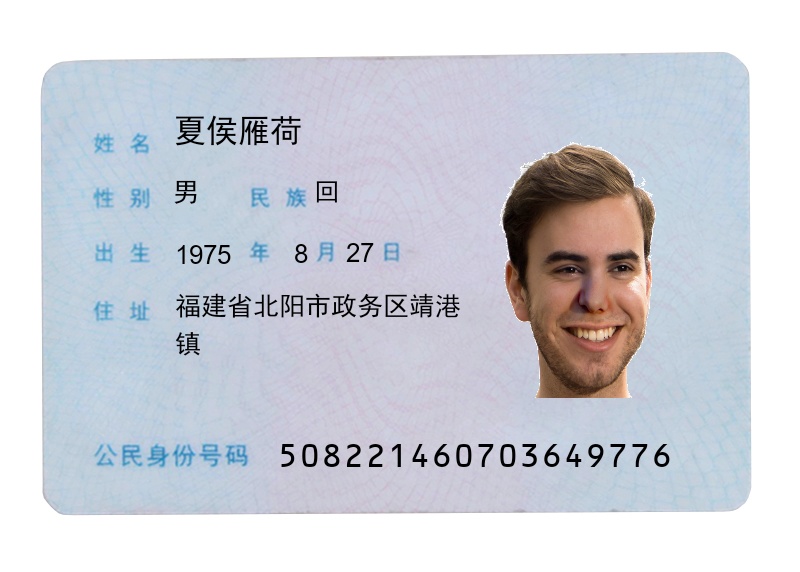 姓名 夏侯雁荷
性别 男 民族 回
出生 1975 年 8 月 27 日
住址 福建省北阳市政务区靖港
镇
公民身份号码 508221460703649776